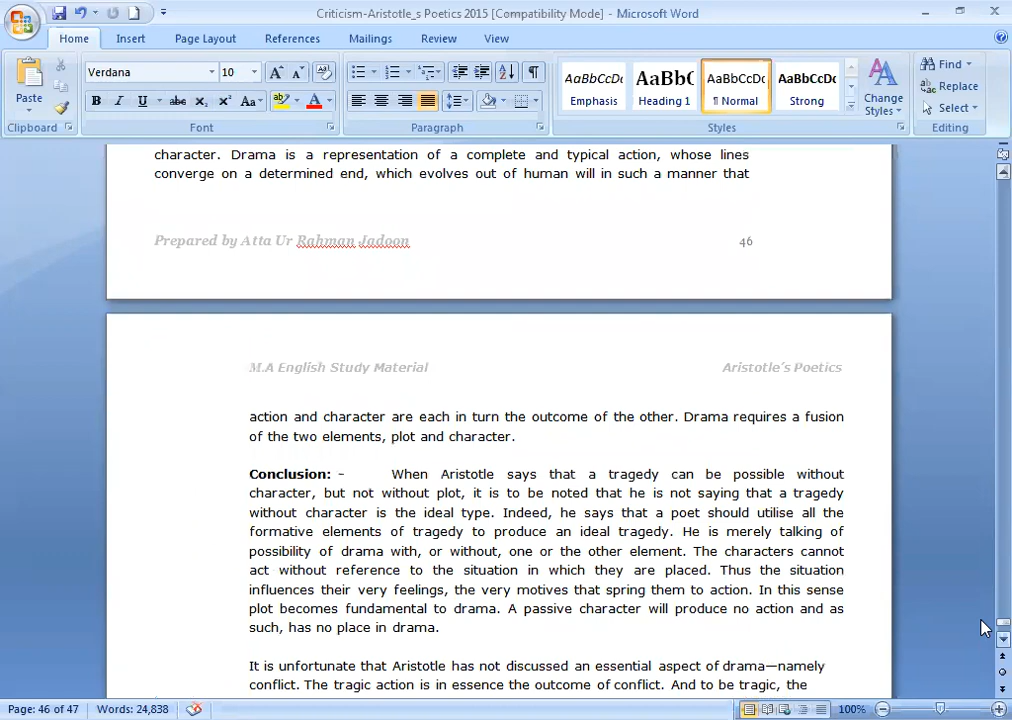 Criticism-Aristotle_s Poetics 2015 [Compatibility Mode] - Microsoft Word
Home Insert Page Layout References Mailings Review View
Verdana 10 AaBbCcDc AaBbC AaBbCcDc AaBbCcDc Find
Paste Replace
Emphasis Heading 1 ¶ Normal Strong Change Styles Select
Clipboard Font Paragraph Styles Editing
character. Drama is a representation of a complete and typical action, whose lines
converge on a determined end, which evolves out of human will in such a manner that
Prepared by Atta Ur Rahman Jadoon 46
M.A English Study Material Aristotle's Poetics
action and character are each in turn the outcome of the other. Drama requires a fusion
of the two elements, plot and character.
Conclusion: - When Aristotle says that a tragedy can be possible without
character, but not without plot, it is to be noted that he is not saying that a tragedy
without character is the ideal type. Indeed, he says that a poet should utilise all the
formative elements of tragedy to produce an ideal tragedy. He is merely talking of
possibility of drama with, or without, one or the other element. The characters cannot
act without reference to the situation in which they are placed. Thus the situation
influences their very feelings, the very motives that spring them to action. In this sense
plot becomes fundamental to drama. A passive character will produce no action and as
such, has no place in drama.
It is unfortunate that Aristotle has not discussed an essential aspect of drama—namely
conflict. The tragic action is in essence the outcome of conflict. And to be tragic, the
Page: 46 of 47 Words: 24,838 100%